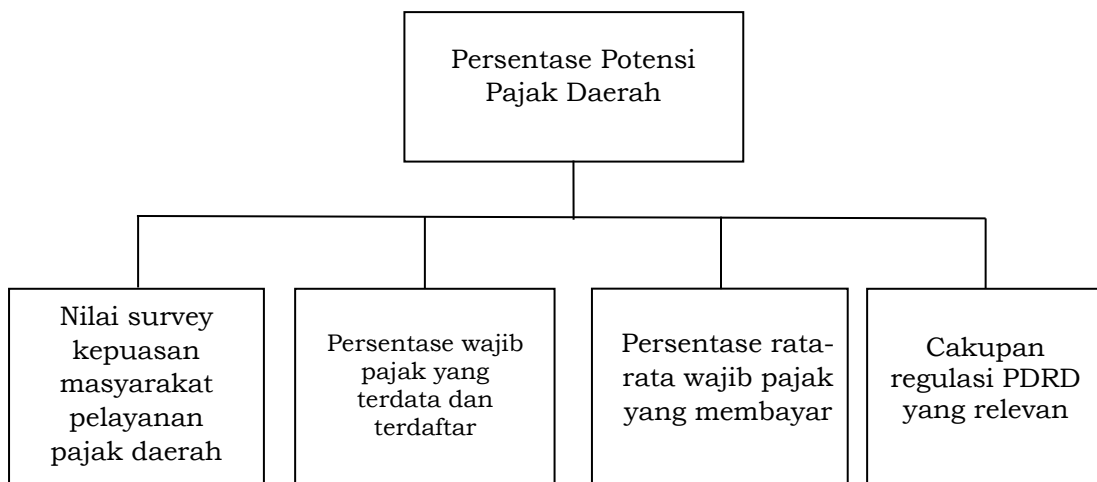 Persentase Potensi
Pajak Daerah
Nilai survey
kepuasan
masyarakat
pelayanan
pajak daerah
Persentase wajib
pajak yang
terdata dan
terdaftar
Persentase rata-
rata wajib pajak
yang membayar
Cakupan
regulasi PDRD
yang relevan